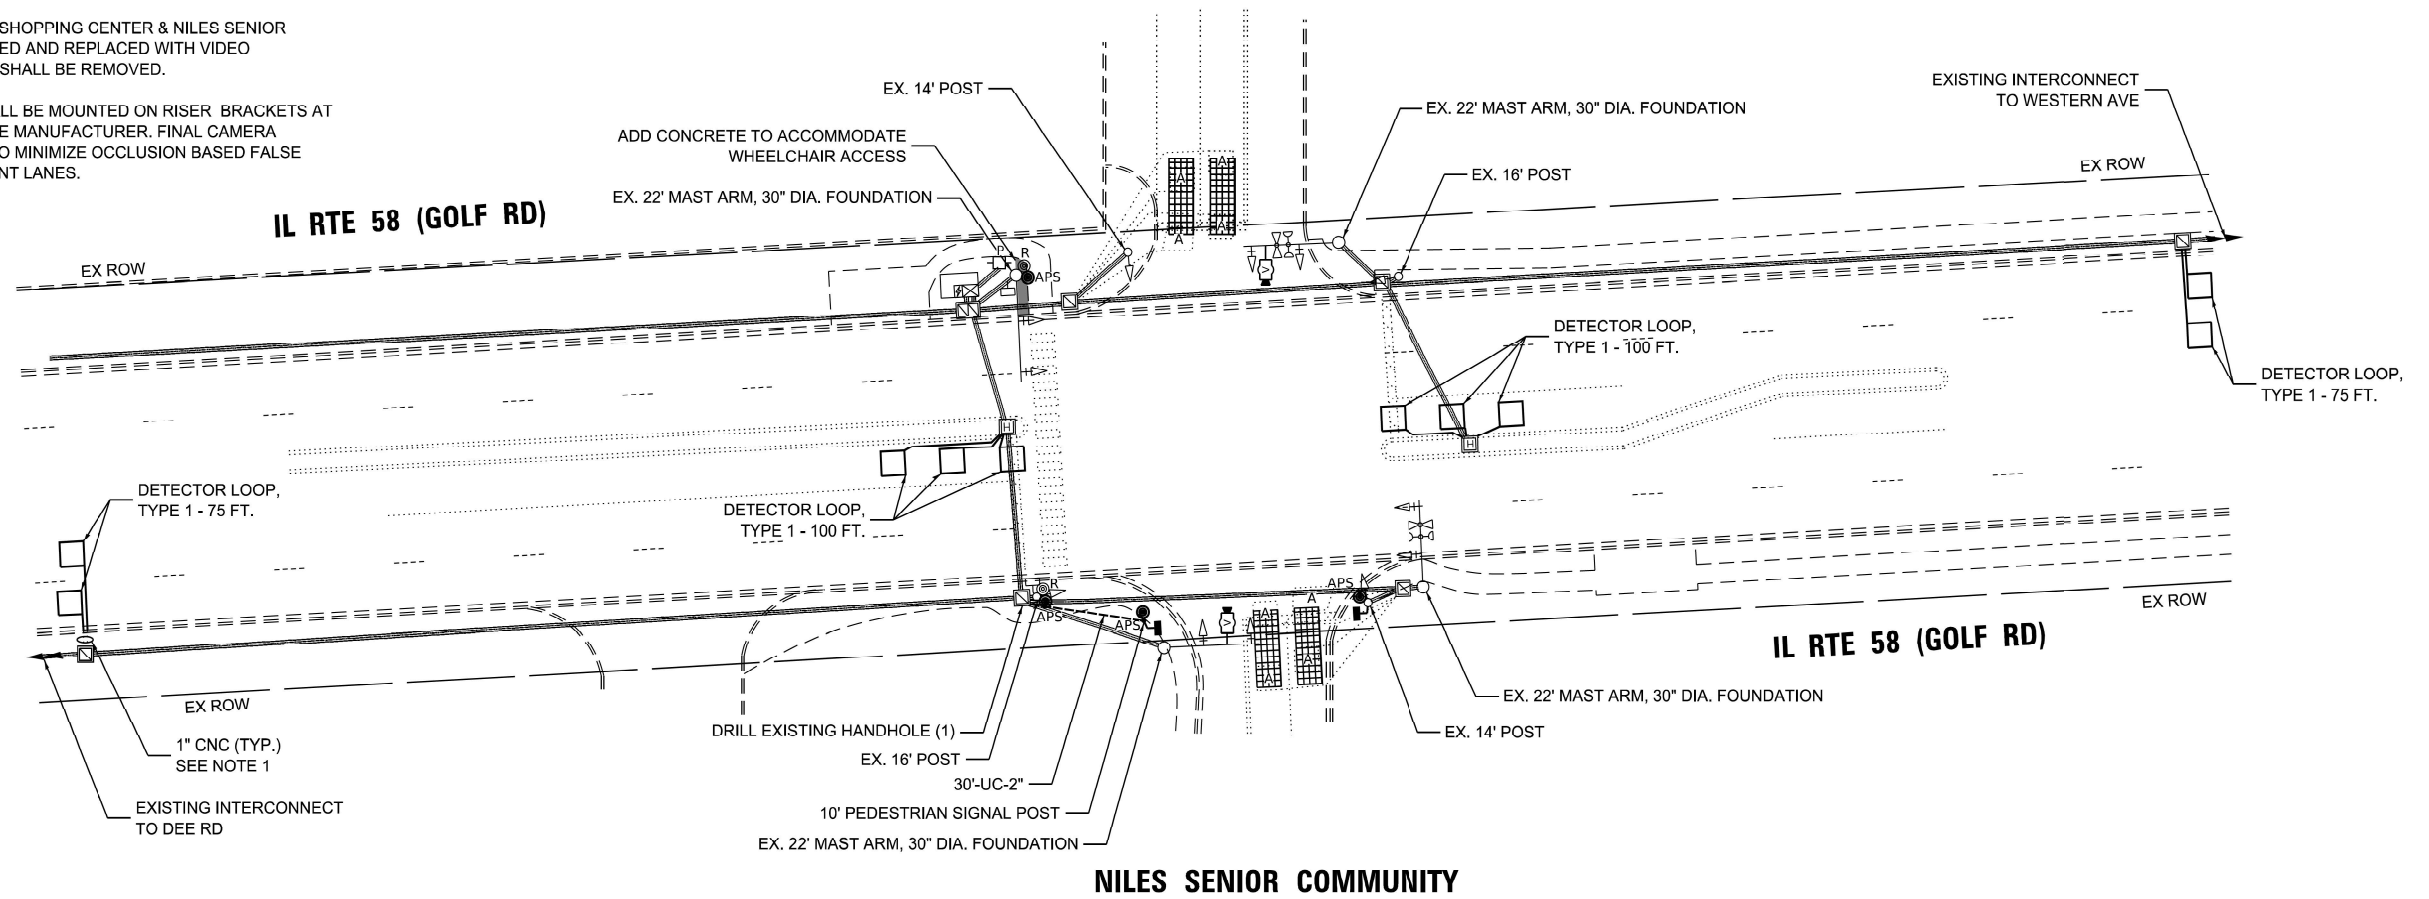 SHOPPING CENTER & NILES SENIOR
ED AND REPLACED WITH VIDEO
SHALL BE REMOVED.
LL BE MOUNTED ON RISER BRACKETS AT
E MANUFACTURER. FINAL CAMERA
O MINIMIZE OCCLUSION BASED FALSE
NT LANES.
IL RTE 58 (GOLF RD)
EX ROW
EX. 14' POST
ADD CONCRETE TO ACCOMMODATE
WHEELCHAIR ACCESS
EX. 22' MAST ARM, 30" DIA. FOUNDATION
P
R
APS
A
A
A
A
EX. 22' MAST ARM, 30" DIA. FOUNDATION
EX. 16' POST
EXISTING INTERCONNECT
TO WESTERN AVE
EX ROW
V
DETECTOR LOOP,
TYPE 1 - 100 FT.
DETECTOR LOOP,
TYPE 1 - 75 FT.
H
H
DETECTOR LOOP,
TYPE 1 - 75 FT.
DETECTOR LOOP,
TYPE 1 - 100 FT.
R
APS
APS
V
APS
A
A
A
A
EX ROW
IL RTE 58 (GOLF RD)
EX ROW
1" CNC (TYP.)
SEE NOTE 1
EXISTING INTERCONNECT
TO DEE RD
DRILL EXISTING HANDHOLE (1)
EX. 16' POST
30'-UC-2"
10' PEDESTRIAN SIGNAL POST
EX. 22' MAST ARM, 30" DIA. FOUNDATION
EX. 22' MAST ARM, 30" DIA. FOUNDATION
EX. 14' POST
NILES SENIOR COMMUNITY